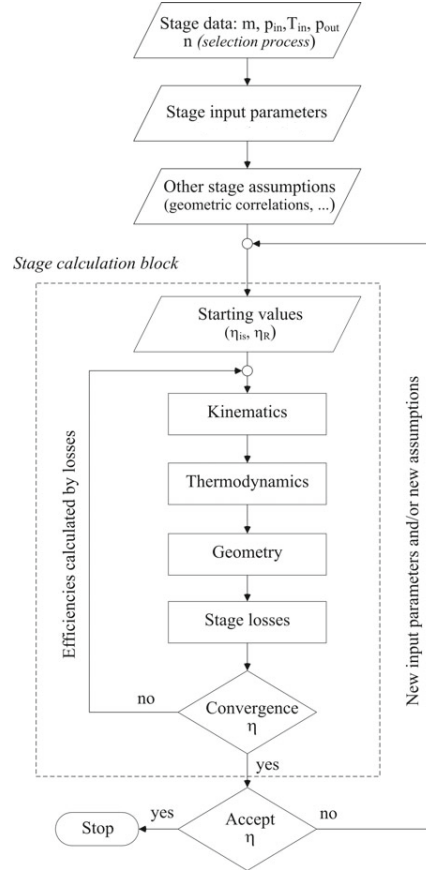 Stage data: m, p_in,T_in, p_out
n (selection process)
Stage input parameters
Other stage assumptions
(geometric correlations, ...)
Stage calculation block
Starting values
(η_is, η_R)
Kinematics
Thermodynamics
Geometry
Stage losses
Efficiencies calculated by losses
New input parameters and/or new assumptions
no
Convergence
η
yes
yes
no
Stop
Accept
η